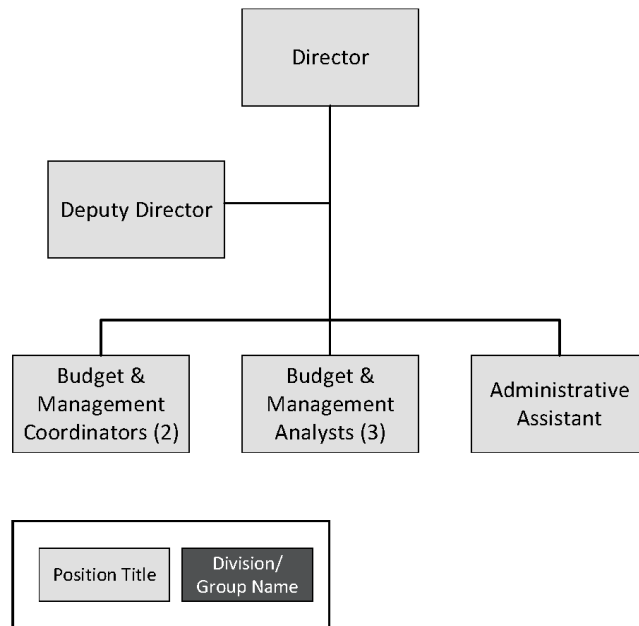 Director
Deputy Director
Budget &
Management
Coordinators (2)
Budget &
Management
Analysts (3)
Administrative
Assistant
Position Title
Division/
Group Name